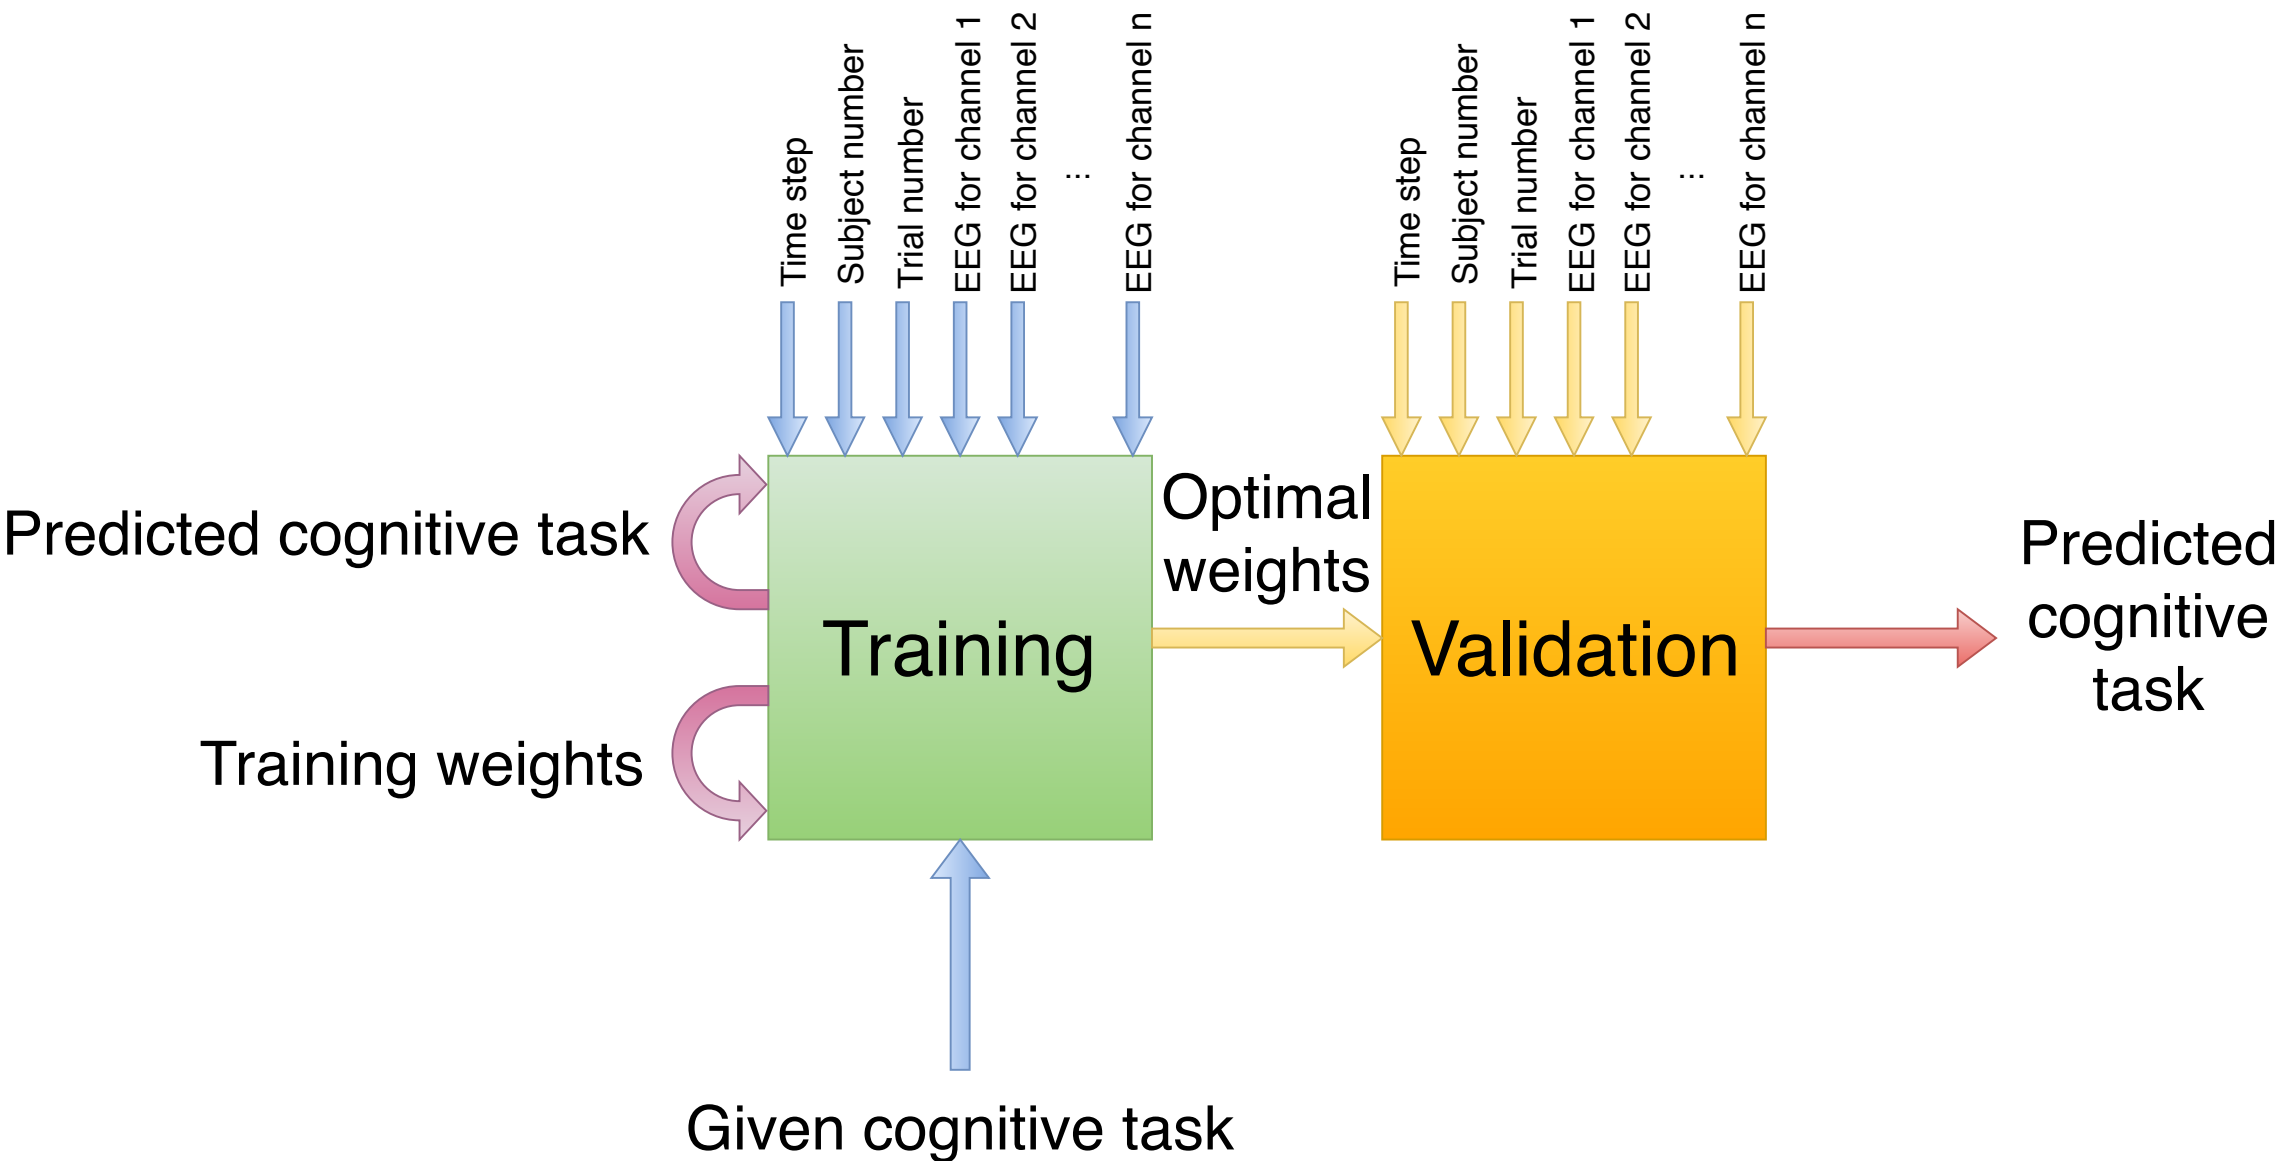 Time step
Subject number
Trial number
EEG for channel 1
EEG for channel 2
...
EEG for channel n
Time step
Subject number
Trial number
EEG for channel 1
EEG for channel 2
...
EEG for channel n
Predicted cognitive task
Training weights
Training
Optimal
weights
Validation
Predicted
cognitive
task
Given cognitive task